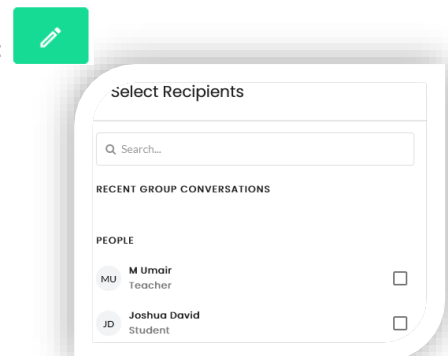 :
Select Recipients
Search...
RECENT GROUP CONVERSATIONS
PEOPLE
MU
M Umair
Teacher
JD
Joshua David
Student